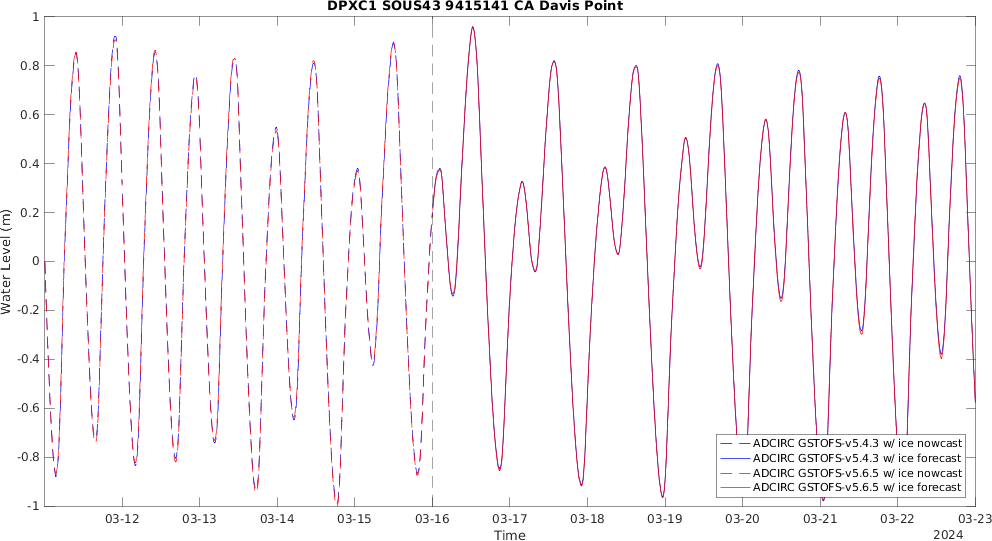 DPXC1 SOUS43 9415141 CA Davis Point
1
0.8
0.6
0.4
0.2
0
-0.2
-0.4
-0.6
-0.8
-1
Water Level (m)
ADCIRC GSTOFS-v5.4.3 w/ ice nowcast
ADCIRC GSTOFS-v5.4.3 w/ ice forecast
ADCIRC GSTOFS-v5.6.5 w/ ice nowcast
ADCIRC GSTOFS-v5.6.5 w/ ice forecast
03-12 03-13 03-14 03-15 03-16 03-17 03-18 03-19 03-20 03-21 03-22 03-23
Time
2024